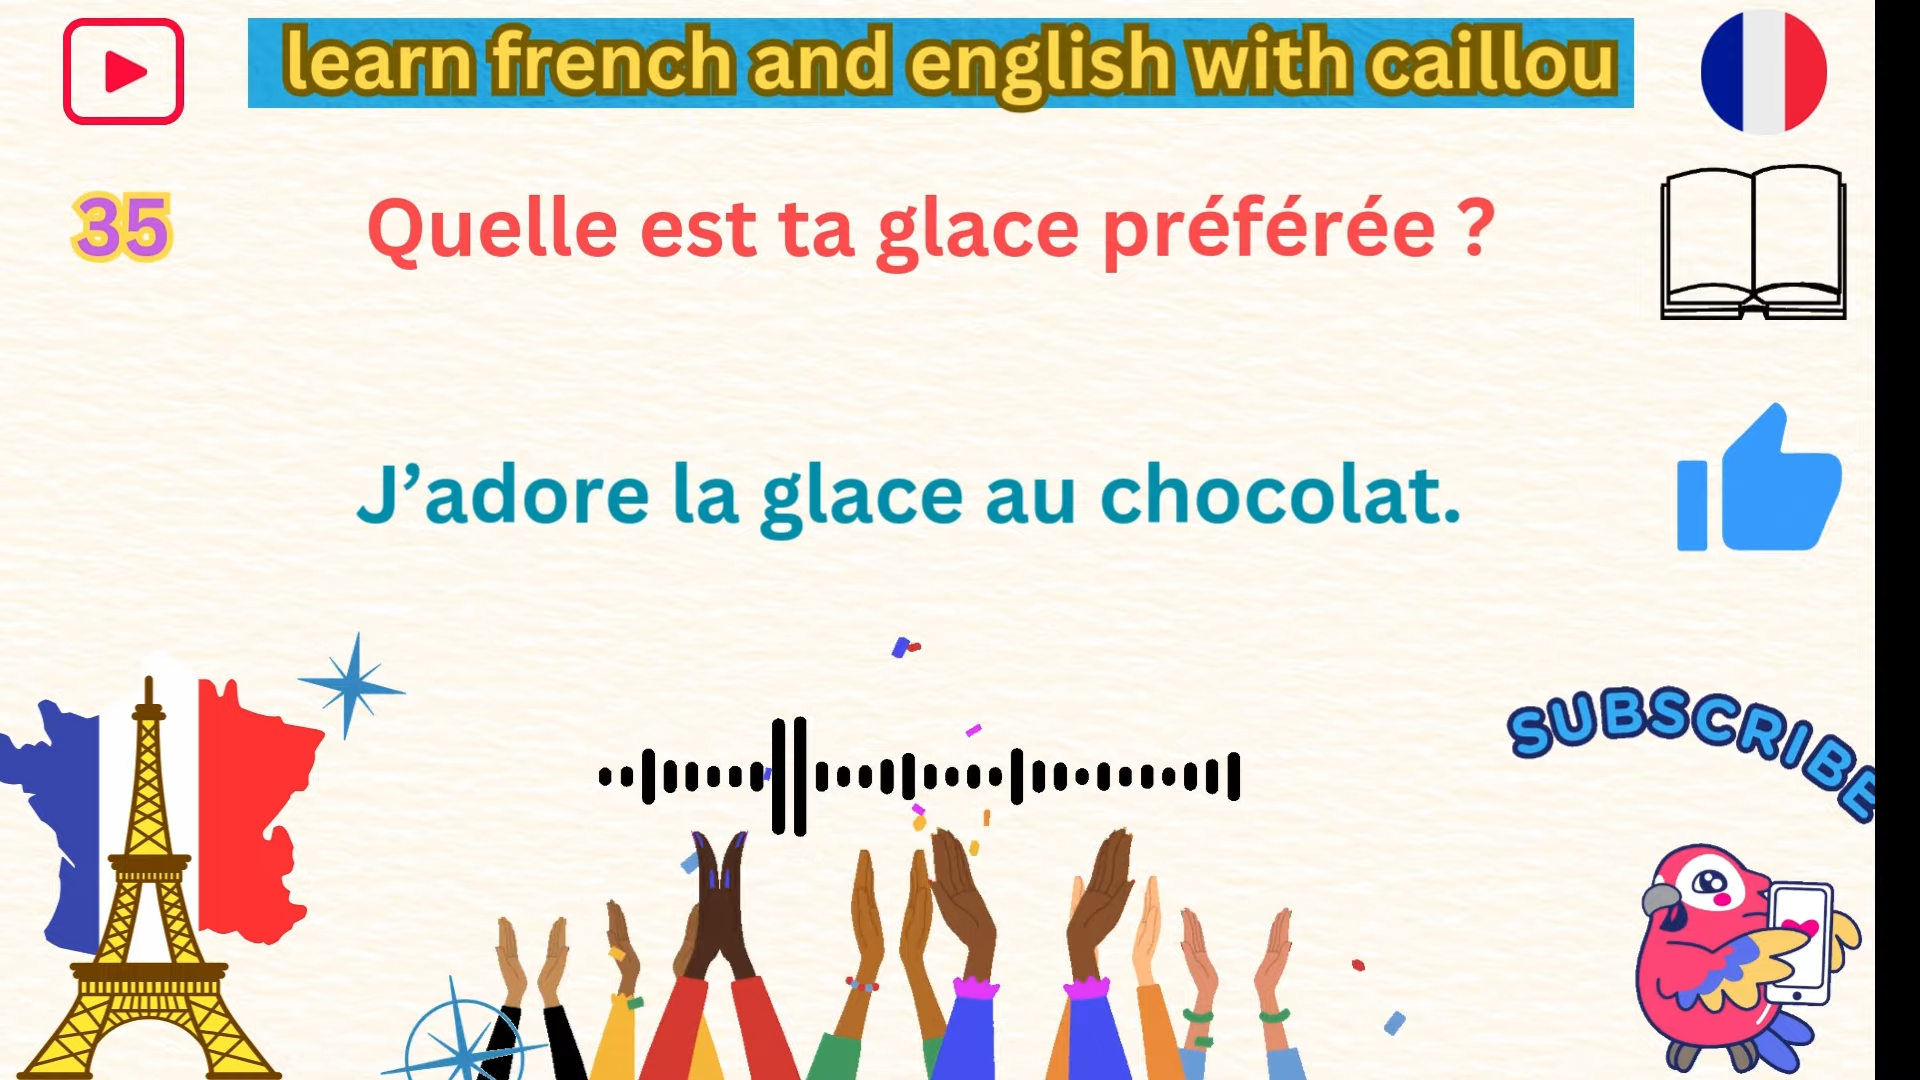 learn french and english with caillou
35
Quelle est ta glace préférée ?
J’adore la glace au chocolat.
SUBSCRIBE